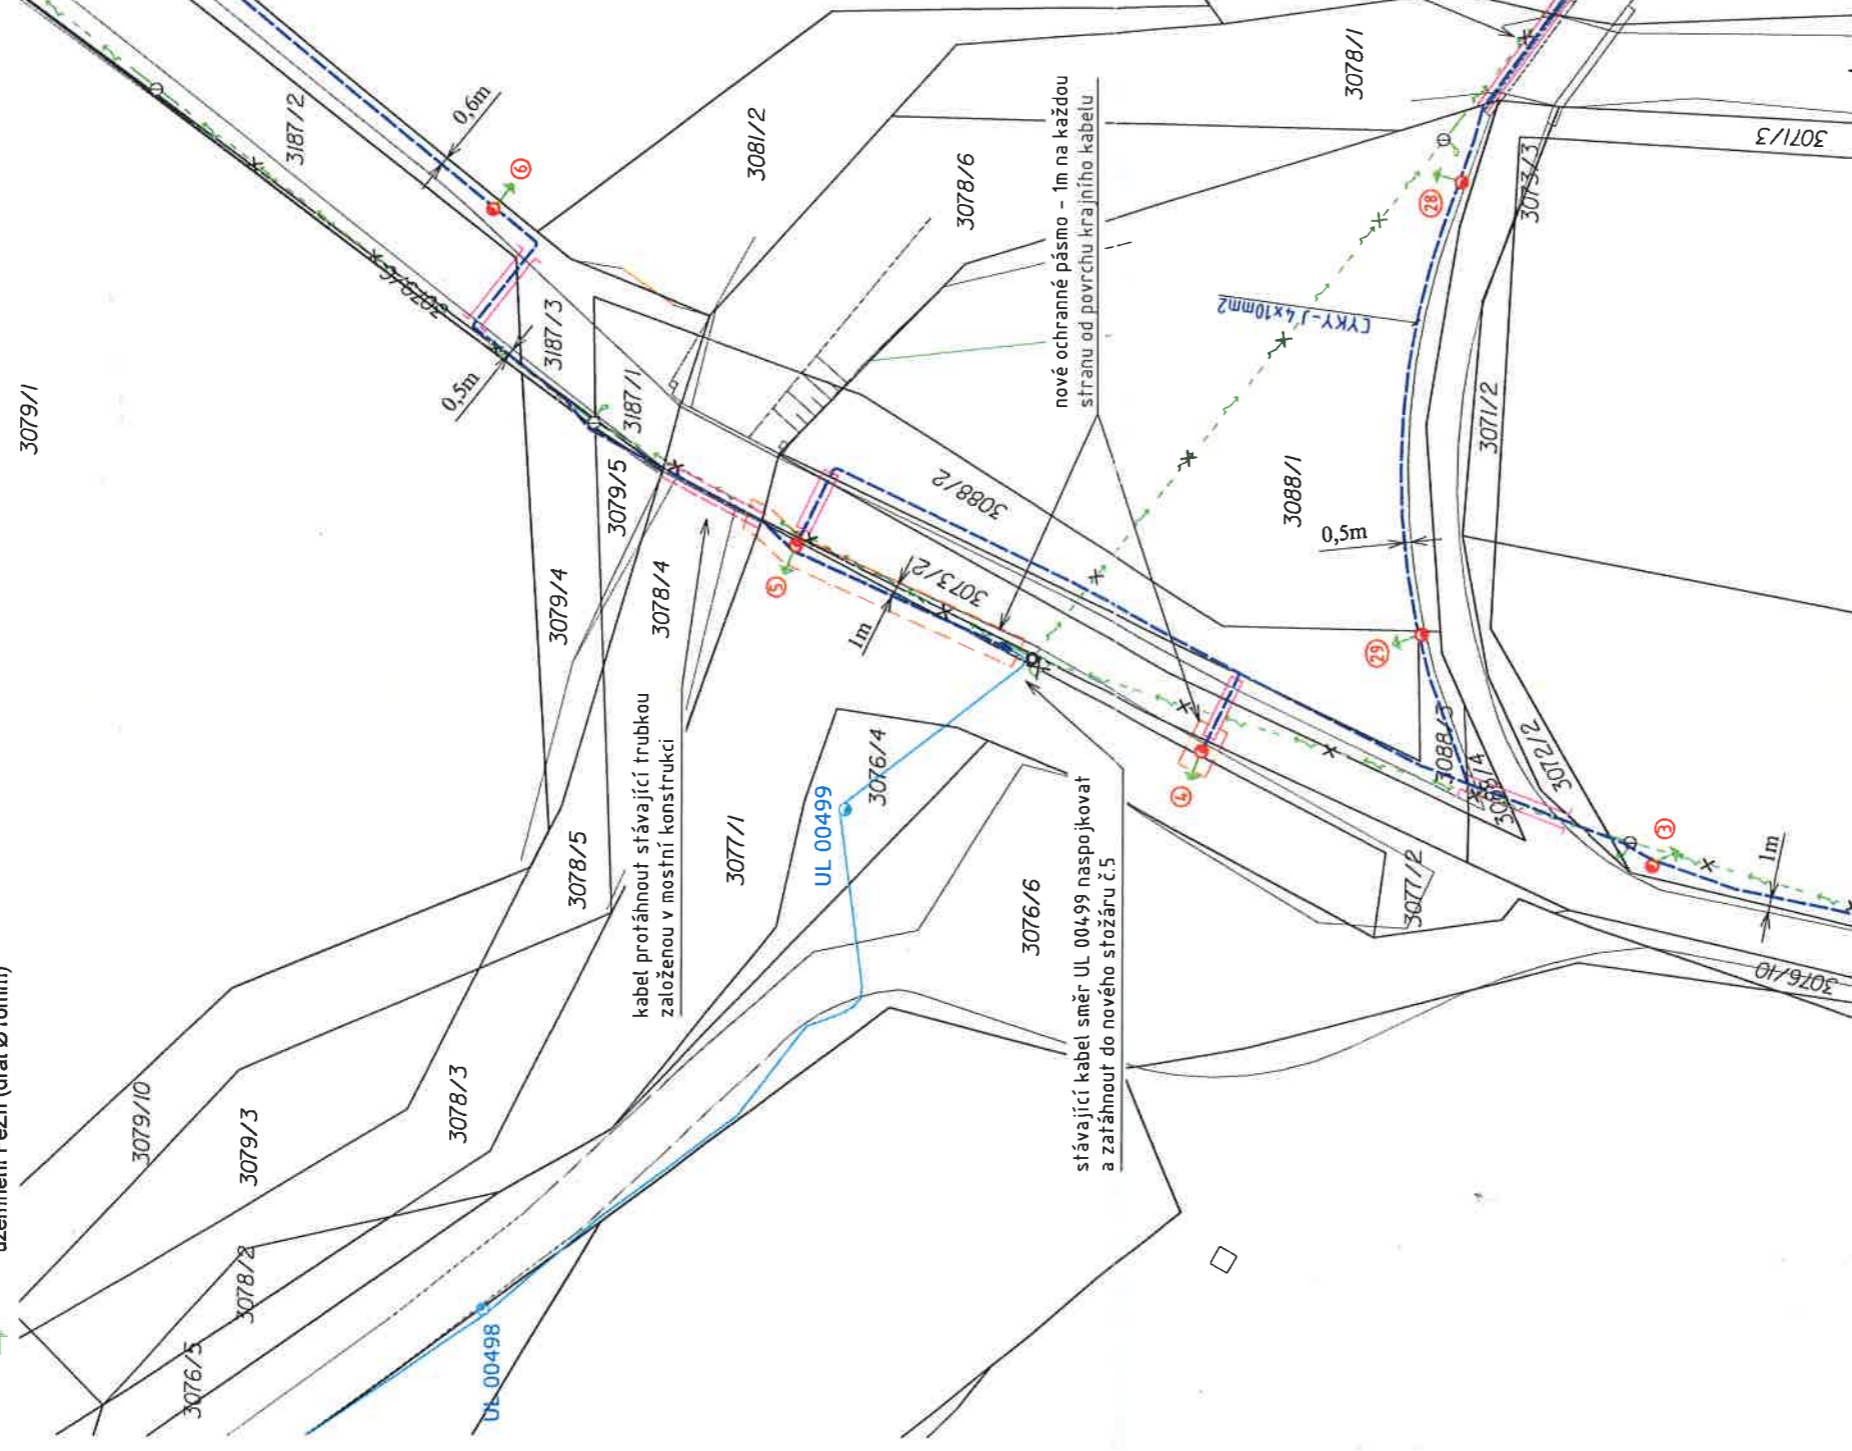 3079/1
3187/2
0,6m
6
3081/2
3078/6
3078/1
3071/3
3073/3
28
3079/6
3187/3
0,5m
3187/1
3079/5
3079/4
3078/4
nové ochranné pásmo - 1m na každou
stranu od povrchu krajního kabelu
CYKY-J 4x10mm2
3088/2
3088/1
3071/2
0,5m
5
3073/2
1m
29
kabel protáhnout stávající trubkou
založenou v mostní konstrukci
3076/4
UL 00499
3077/1
3078/5
4
3088/3
3072/2
3
1m
3077/2
3076/6
stávající kabel směr UL 00499 naspojkovat
a zatáhnout do nového stožáru č.5
3076/10
3079/10
3079/3
3078/3
3078/2
3076/5
UL 00498